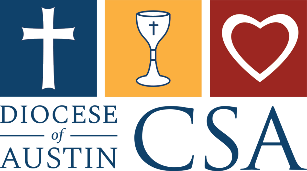 DIOCESE
of
AUSTIN
CSA